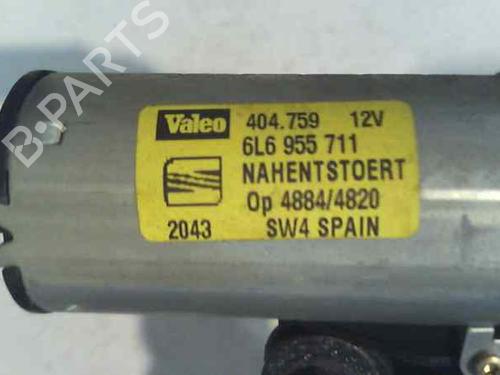 B-PARTS
Valeo 404.759 12V
6L6 955 711
NAHENTSTOERT
Op 4884/4820
2043 SW4 SPAIN